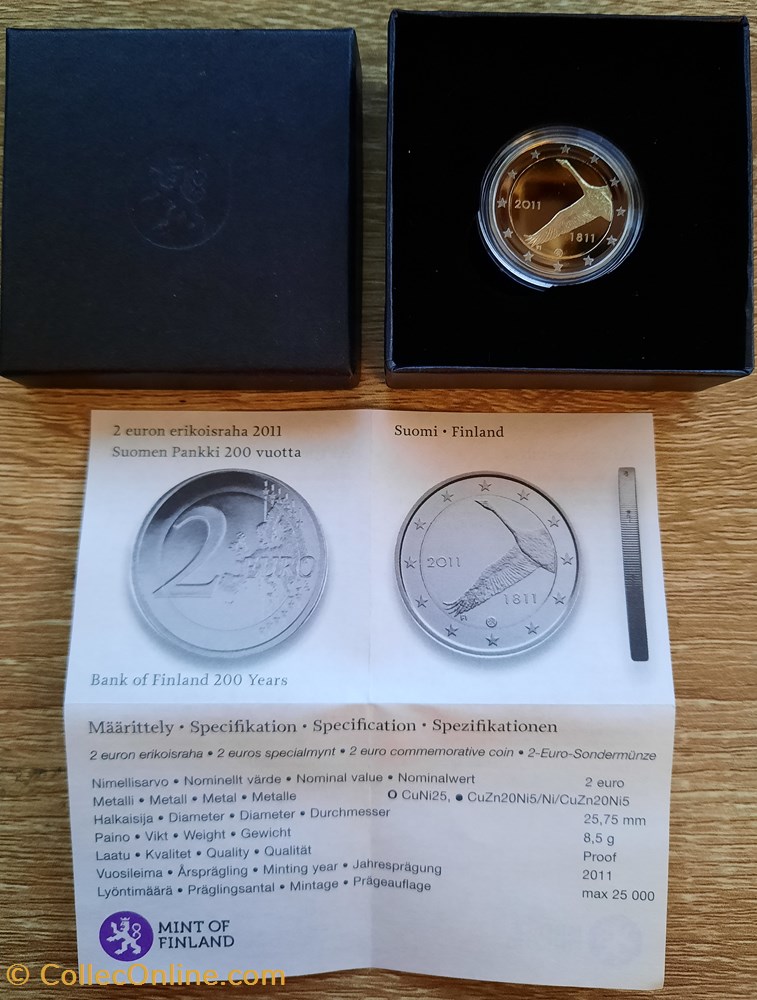 2011
1811
2 euron erikoisraha 2011
Suomen Pankki 200 vuotta
Suomi • Finland
2 EURO
2011
1811
FI
Bank of Finland 200 Years
Määrittely • Specifikation • Specification • Spezifikationen
2 euron erikoisraha • 2 euros specialmynt • 2 euro commemorative coin • 2-Euro-Sondermünze
Nimellisarvo • Nominellt värde • Nominal value • Nominalwert 2 euro
Metalli • Metall • Metal • Metalle O CuNi25, ● CuZn20Ni5/Ni/CuZn20Ni5
Halkaisija • Diameter • Diameter • Durchmesser 25,75 mm
Paino • Vikt • Weight • Gewicht 8,5 g
Laatu • Kvalitet • Quality • Qualität Proof
Vuosileima • Årsprägling • Minting year • Jahresprägung 2011
Lyöntimäärä • Präglingsantal • Mintage • Prägeauflage max 25 000
MINT OF
FINLAND
© CollecOnline.com